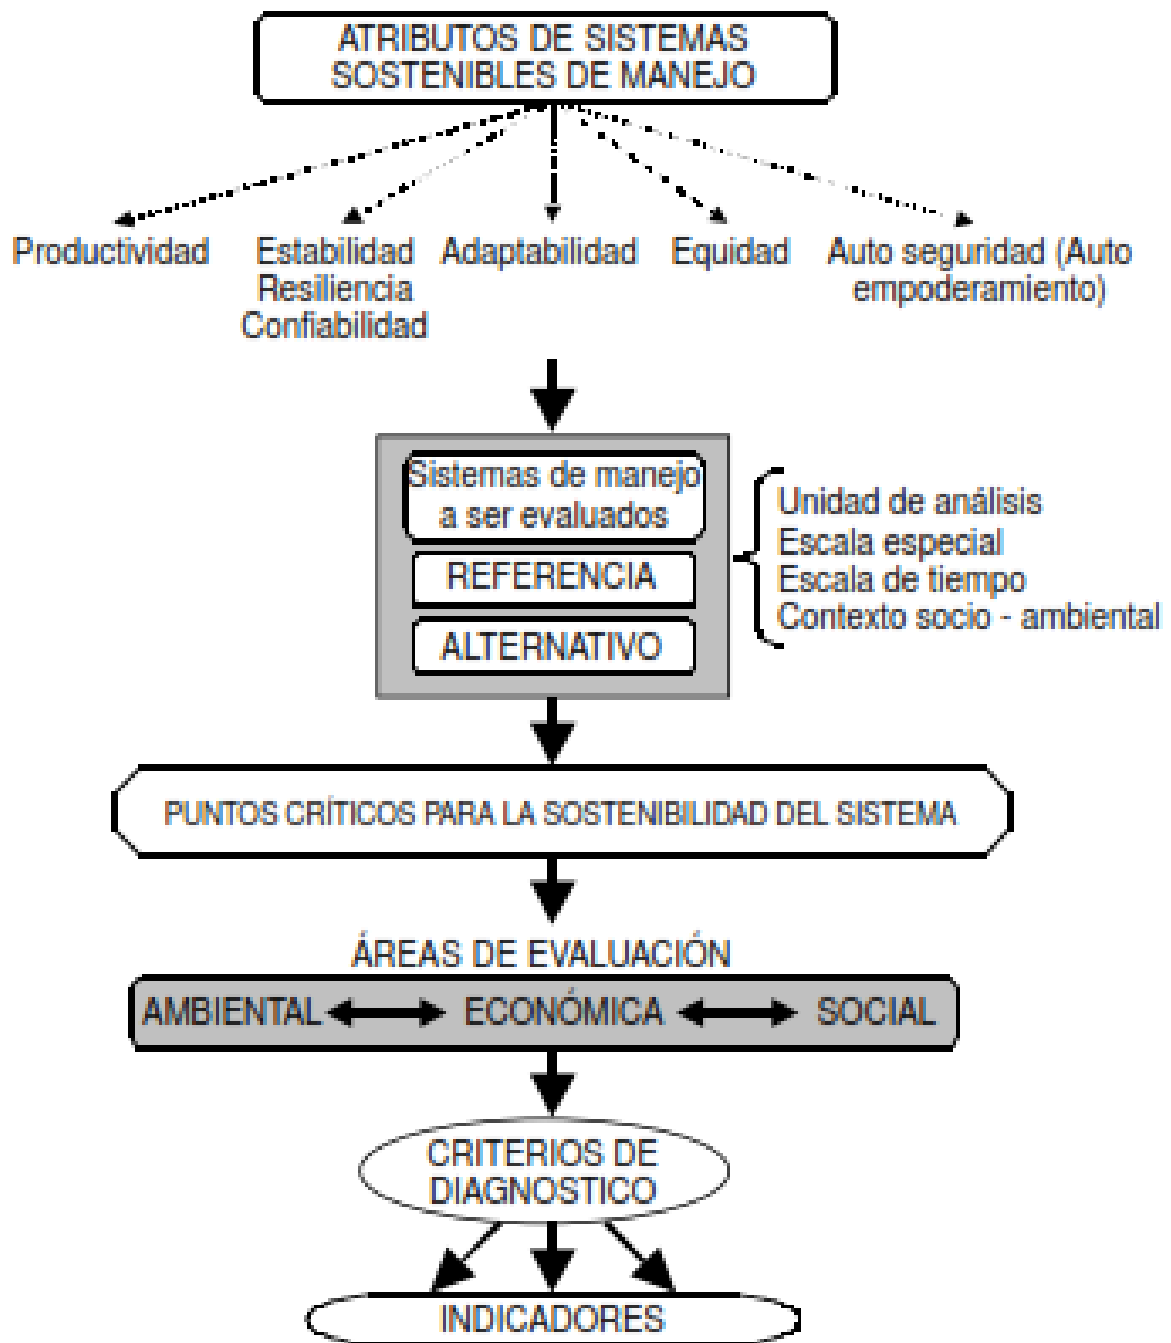 ATRIBUTOS DE SISTEMAS
SOSTENIBLES DE MANEJO
Productividad
Estabilidad
Resiliencia
Confiabilidad
Adaptabilidad
Equidad
Auto seguridad (Auto
empoderamiento)
Sistemas de manejo
a ser evaluados
REFERENCIA
ALTERNATIVO
Unidad de análisis
Escala especial
Escala de tiempo
Contexto socio - ambiental
PUNTOS CRÍTICOS PARA LA SOSTENIBILIDAD DEL SISTEMA
ÁREAS DE EVALUACIÓN
AMBIENTAL ECONÓMICA SOCIAL
CRITERIOS DE
DIAGNOSTICO
INDICADORES